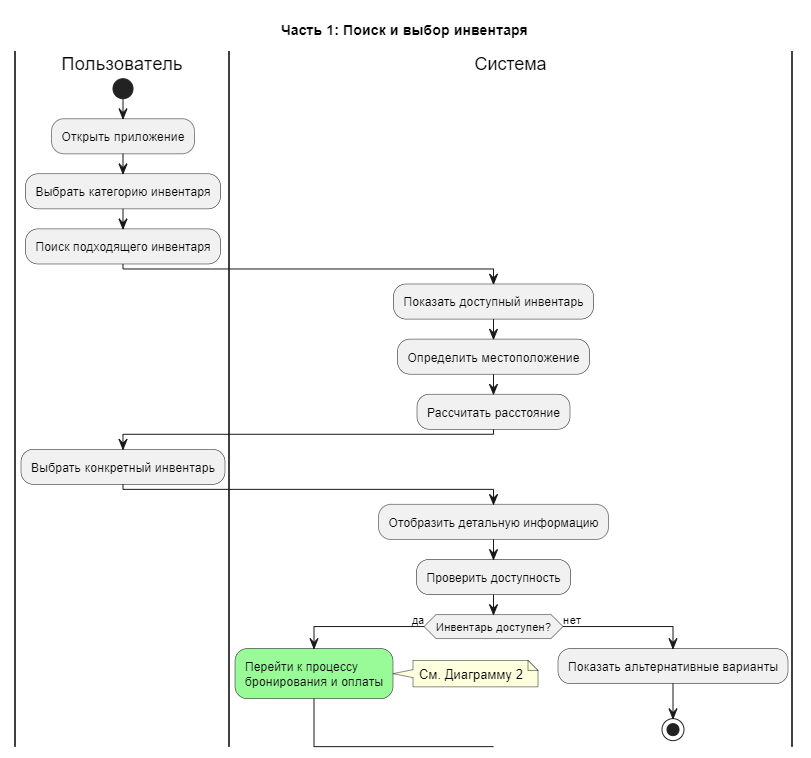 Часть 1: Поиск и выбор инвентаря
Пользователь
Система
Открыть приложение
Выбрать категорию инвентаря
Поиск подходящего инвентаря
Показать доступный инвентарь
Определить местоположение
Рассчитать расстояние
Выбрать конкретный инвентарь
Отобразить детальную информацию
Проверить доступность
да
Инвентарь доступен?
нет
Перейти к процессу
бронирования и оплаты
См. Диаграмму 2
Показать альтернативные варианты